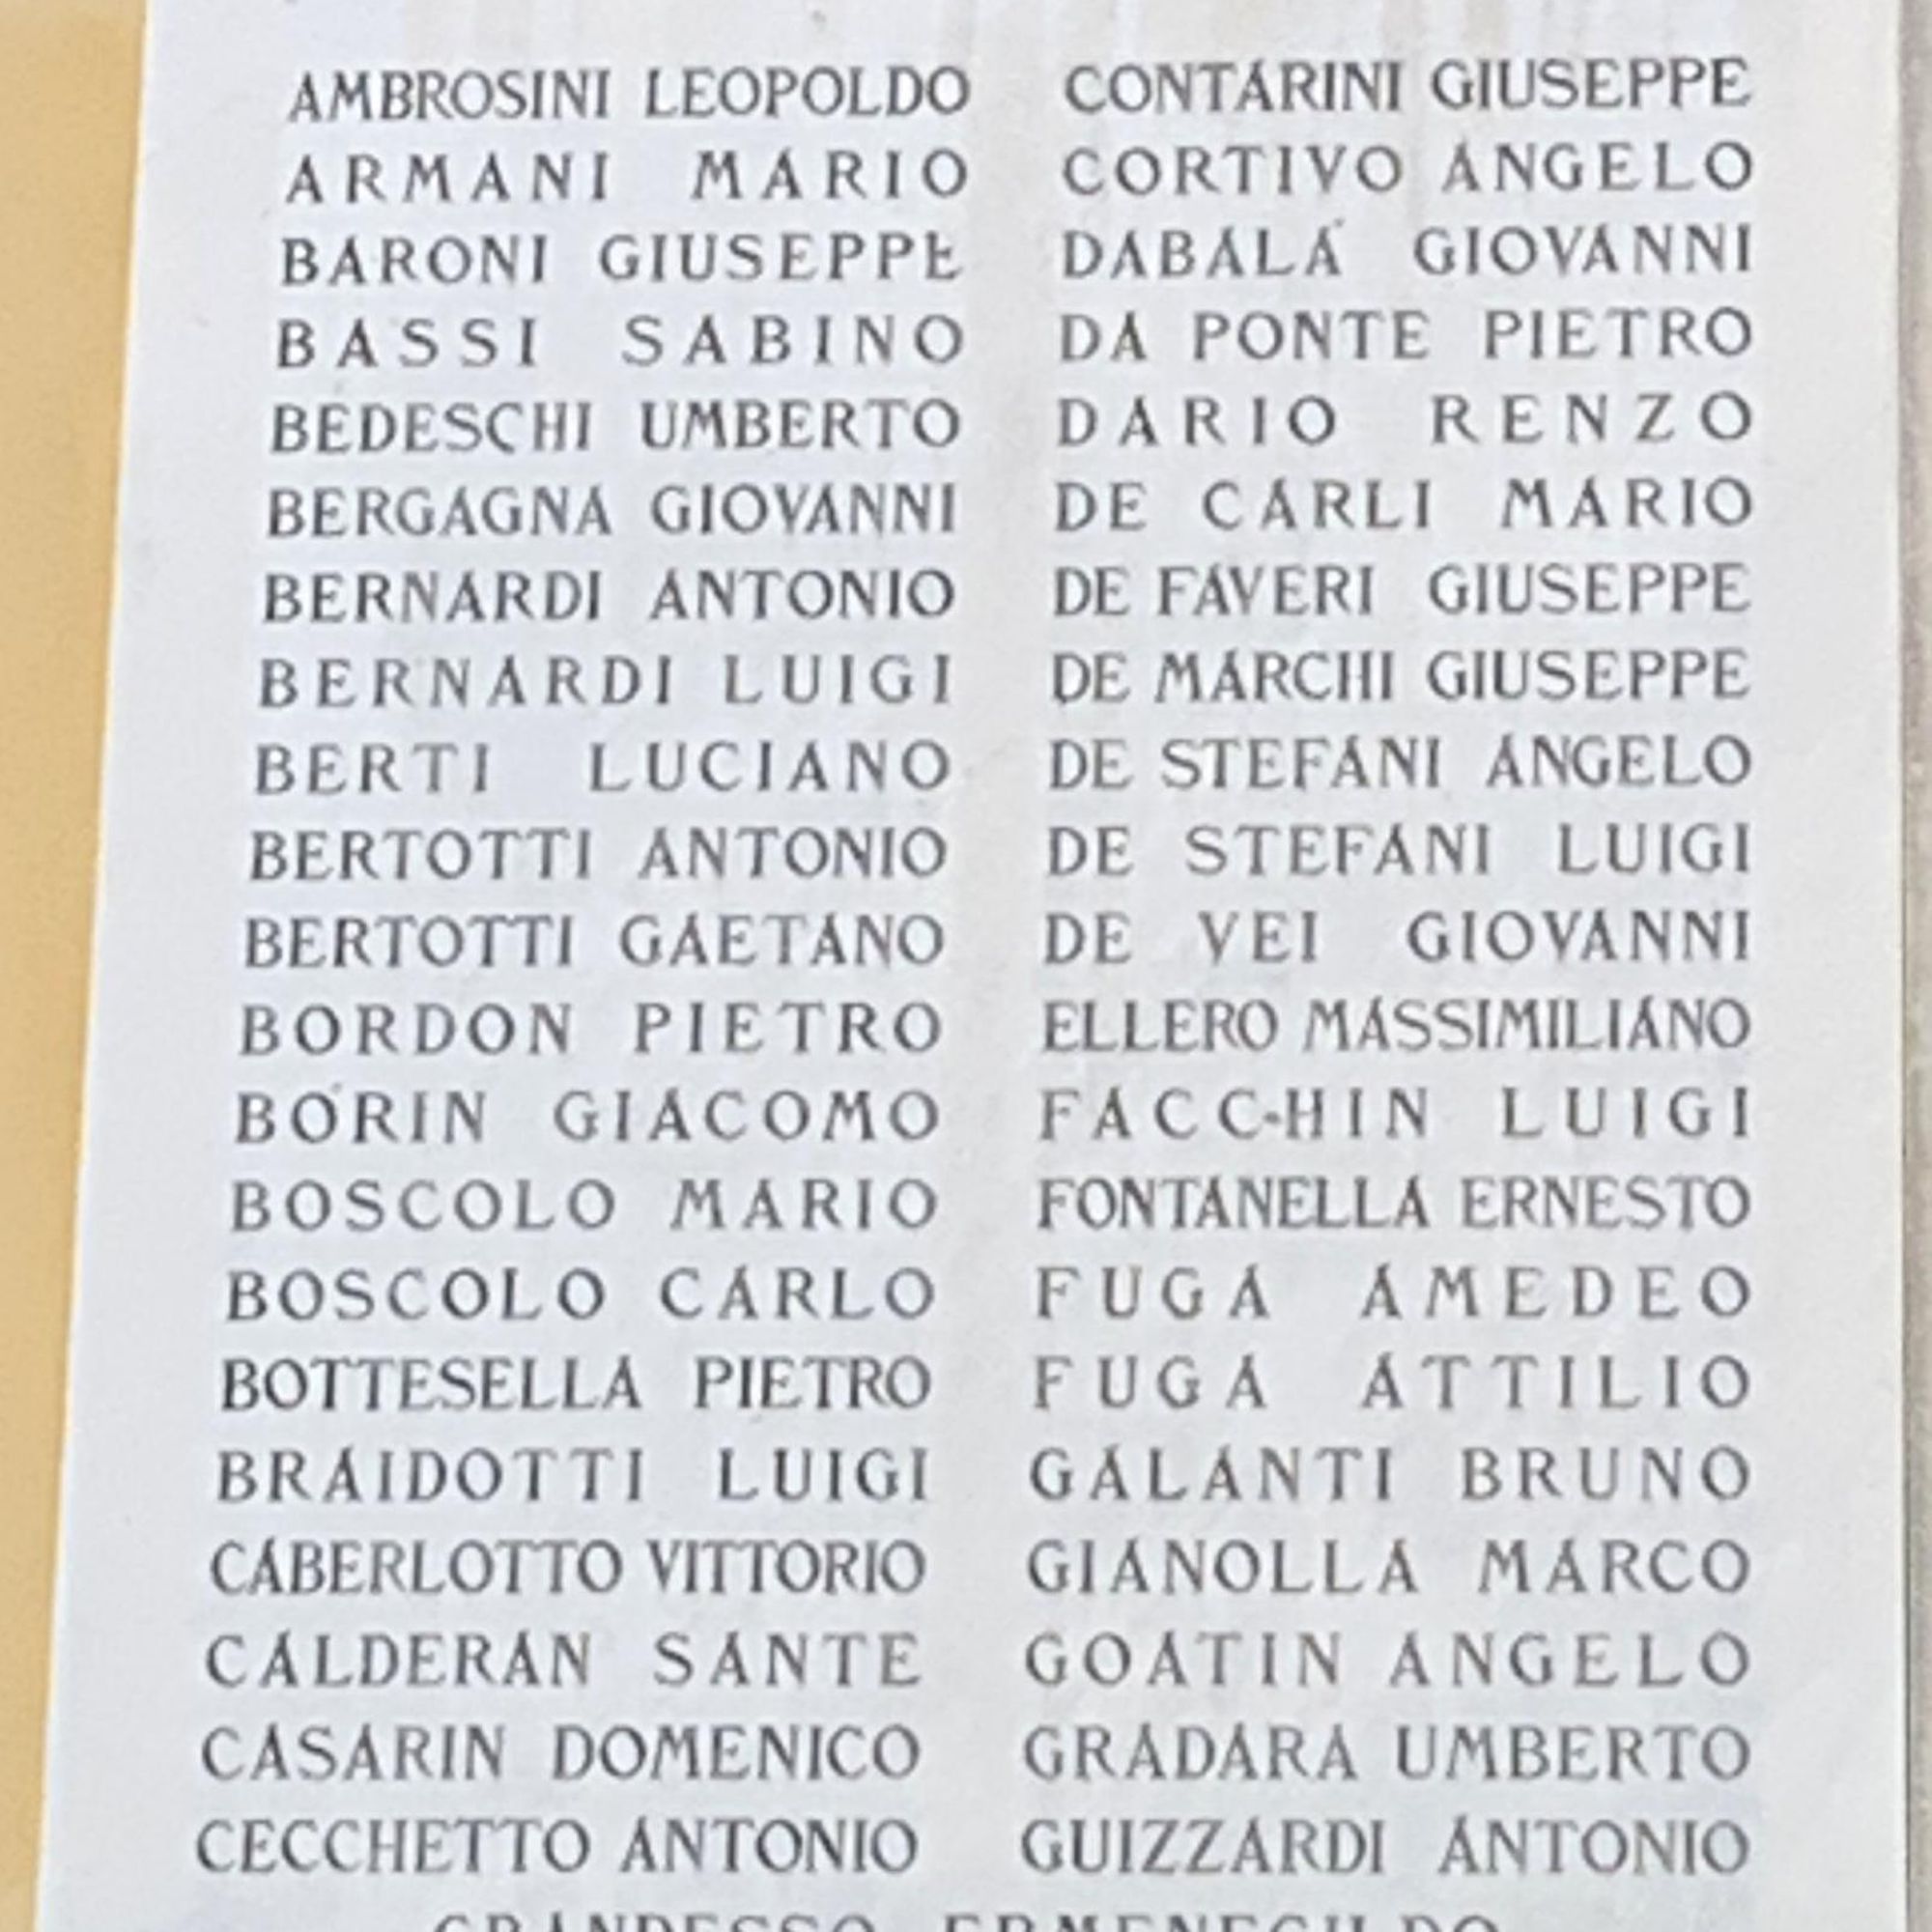 AMBROSINI LEOPOLDO
ARMANI MARIO
BARONI GIUSEPPE
BASSI SABINO
BEDESCHI UMBERTO
BERGAGNA GIOVANNI
BERNARDI ANTONIO
BERNARDI LUIGI
BERTI LUCIANO
BERTOTTI ANTONIO
BERTOTTI GAETANO
BORDON PIETRO
BORIN GIACOMO
BOSCOLO MARIO
BOSCOLO CARLO
BOTTESELLA PIETRO
BRAIDOTTI LUIGI
CABERLOTTO VITTORIO
CALDERAN SANTE
CASARIN DOMENICO
CECCHETTO ANTONIO
CONTARINI GIUSEPPE
CORTIVO ANGELO
DABALÁ GIOVANNI
DA PONTE PIETRO
DARIO RENZO
DE CARLI MARIO
DE FAVERI GIUSEPPE
DE MARCHI GIUSEPPE
DE STEFANI ANGELO
DE STEFANI LUIGI
DE VEI GIOVANNI
ELLERO MASSIMILIANO
FACCHIN LUIGI
FONTANELLA ERNESTO
FUGA AMEDEO
FUGA ATTILIO
GALANTI BRUNO
GIANOLLA MARCO
GOATIN ANGELO
GRADARA UMBERTO
GUIZZARDI ANTONIO
GRANDESSO ERMENEGILDO